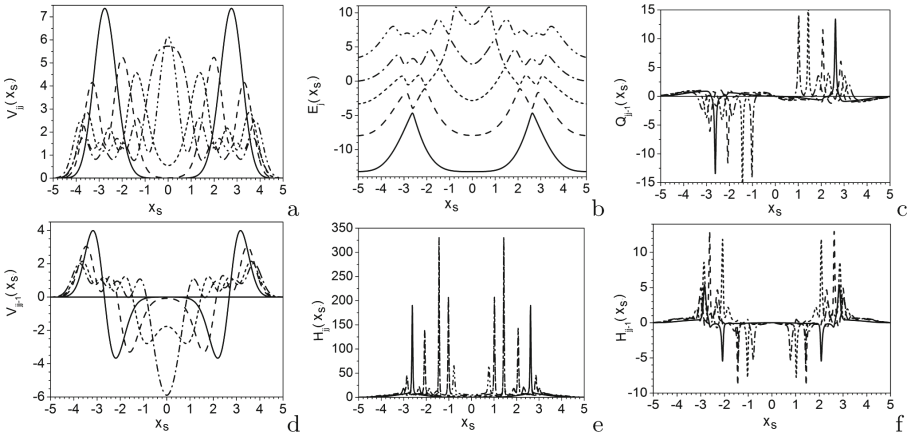 7 6 5 4 3 2 1 0
V_jj(x_s)
-5 -4 -3 -2 -1 0 1 2 3 4 5
x_s
a
10 5 0 -5 -10
E_j(x_s)
-5 -4 -3 -2 -1 0 1 2 3 4 5
x_s
b
15 10 5 0 -5 -10 -15
Q_jj-1(x_s)
-5 -4 -3 -2 -1 0 1 2 3 4 5
x_s
c
4 2 0 -2 -4 -6
V_jj-1(x_s)
-5 -4 -3 -2 -1 0 1 2 3 4 5
x_s
d
350 300 250 200 150 100 50 0
H_jj(x_s)
-5 -4 -3 -2 -1 0 1 2 3 4 5
x_s
e
15 10 5 0 -5 -10
H_jj-1(x_s)
-5 -4 -3 -2 -1 0 1 2 3 4 5
x_s
f